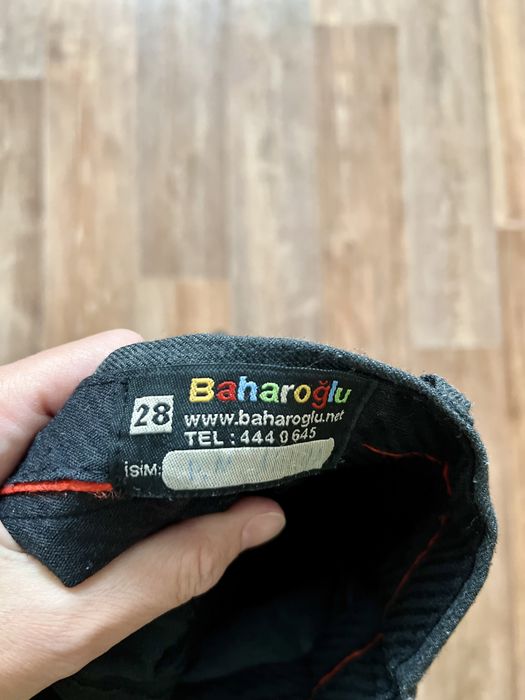 Baharoğlu
28
www.baharoglu.net
TEL : 444 0 645
İSİM: